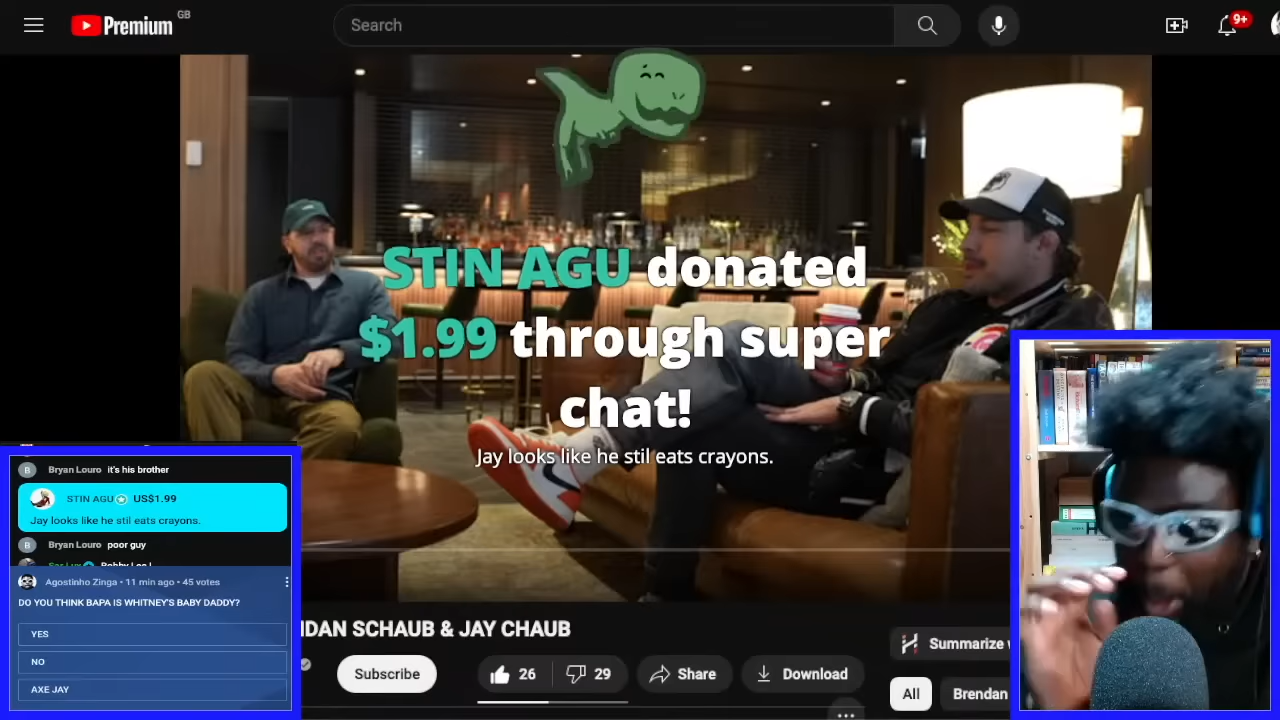 Premium GB
Search
9+
STIN AGU donated
$1.99 through super
chat!
Jay looks like he stil eats crayons.
B Bryan Louro it's his brother
STIN AGU US$1.99
Jay looks like he stil eats crayons.
B Bryan Louro poor guy
Agostinho Zinga • 11 min ago • 45 votes
DO YOU THINK BAPA IS WHITNEY'S BABY DADDY?
YES
NO
AXE JAY
IDAN SCHAUB & JAY CHAUB
Subscribe
26
29
Share
Download
Summarize
All
Brendan